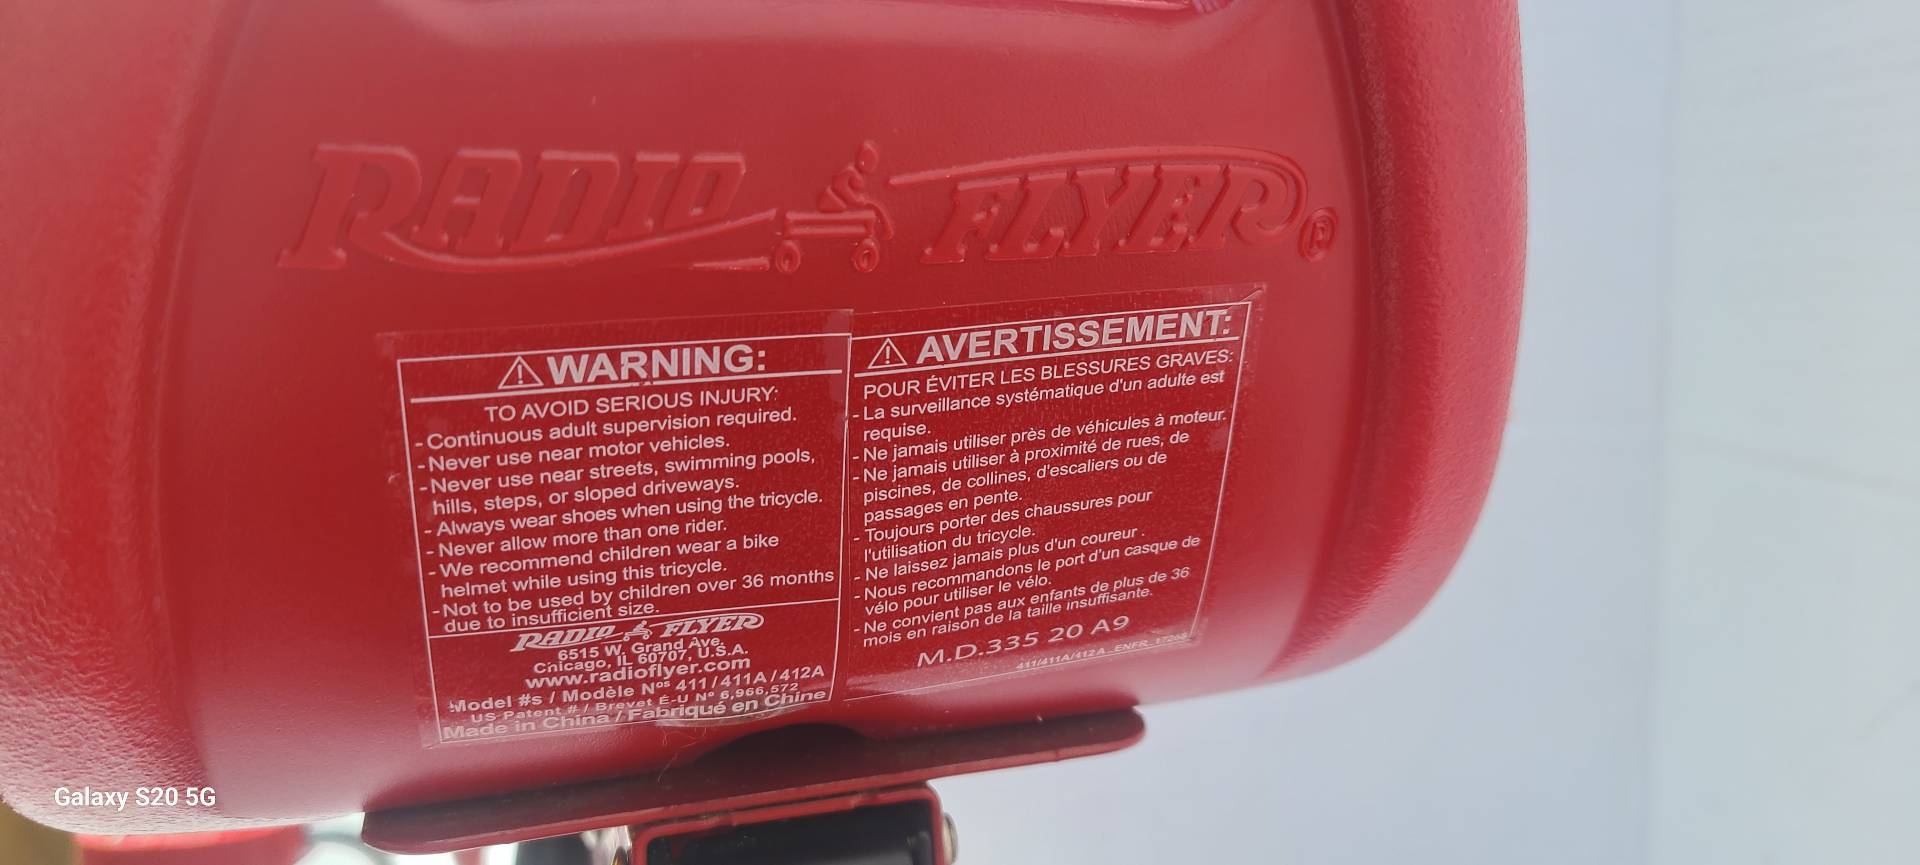 RADIO FLYER®
WARNING:
TO AVOID SERIOUS INJURY:
-Continuous adult supervision required.
-Never use near motor vehicles.
-Never use near streets, swimming pools,
hills, steps, or sloped driveways.
-Always wear shoes when using the tricycle.
-Never allow more than one rider.
-We recommend children wear a bike
helmet while using this tricycle.
-Not to be used by children over 36 months
due to insufficient size.
RADIO FLYER
6515 W. Grand Ave.
Chicago, IL 60707, U.S.A.
www.radioflyer.com
Model #s / Modèle Nos 411/411A/412A
US Patent # / Brevet É-U N° 6,966,572
Made in China / Fabriqué en Chine
AVERTISSEMENT:
POUR ÉVITER LES BLESSURES GRAVES:
-La surveillance systématique d'un adulte est
requise.
-Ne jamais utiliser près de véhicules à moteur.
-Ne jamais utiliser à proximité de rues, de
piscines, de collines, d'escaliers ou de
passages en pente.
-Toujours porter des chaussures pour
l'utilisation du tricycle.
-Ne laissez jamais plus d'un coureur .
-Nous recommandons le port d'un casque de
vélo pour utiliser le vélo.
-Ne convient pas aux enfants de plus de 36
mois en raison de la taille insuffisante.
M.D.335 20 A9
411/411A/412A_ENFR_
Galaxy S20 5G